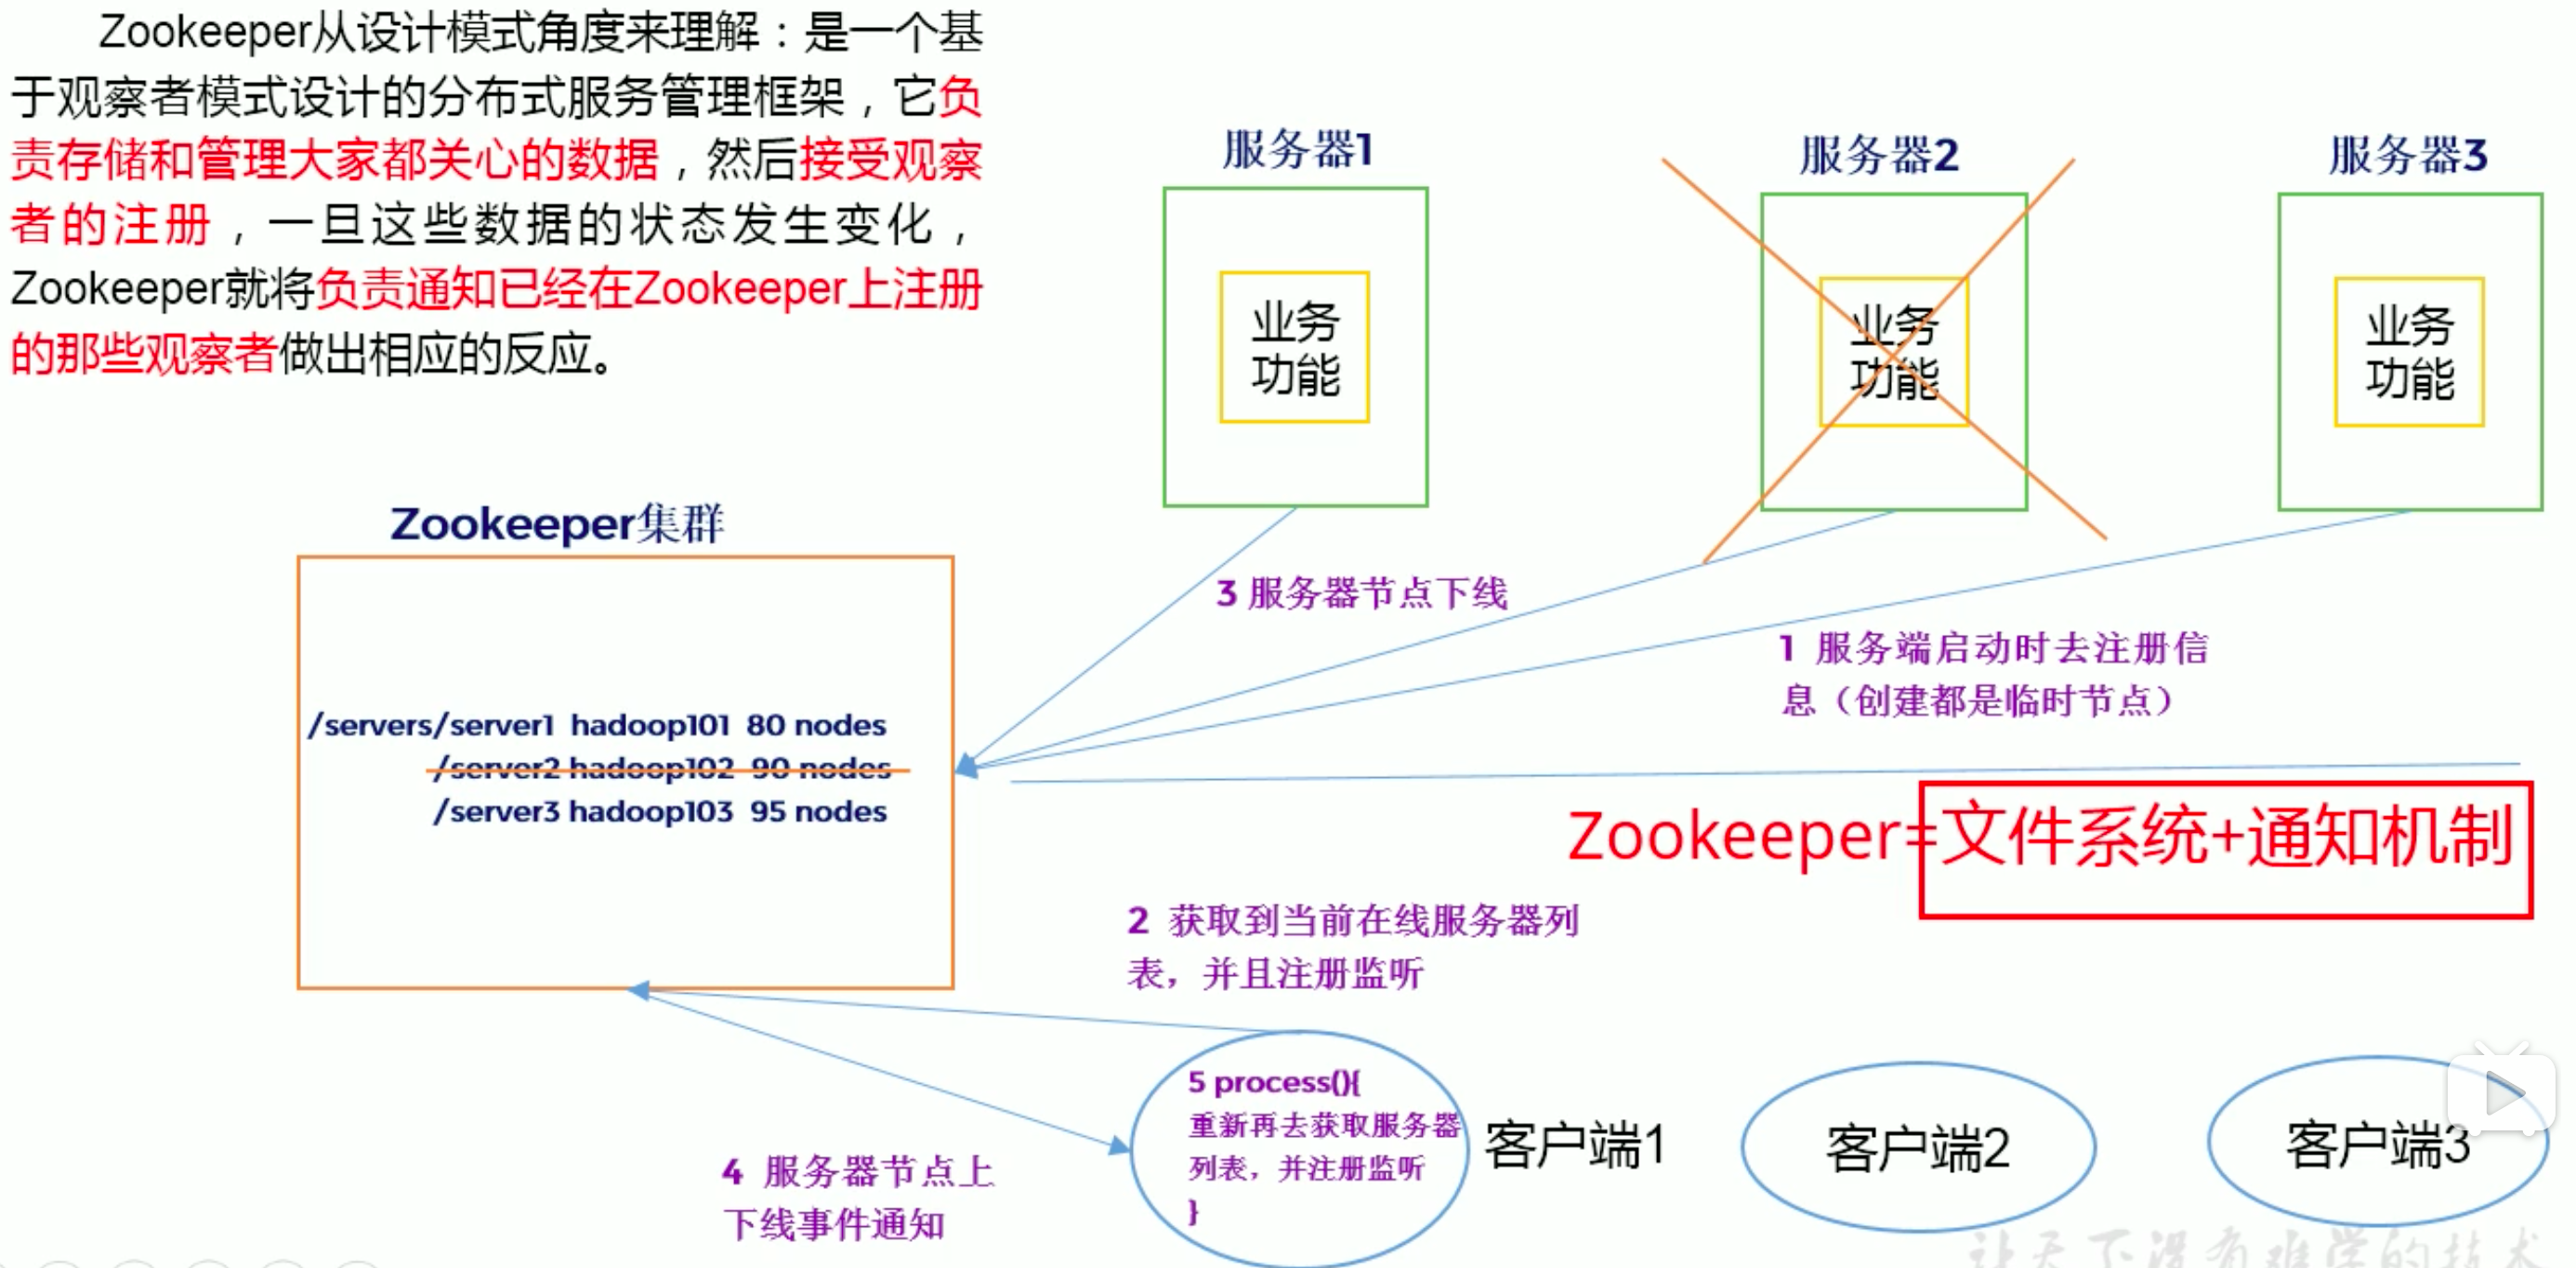 Zookeeper从设计模式角度来理解：是一个基
于观察者模式设计的分布式服务管理框架，它负
责存储和管理大家都关心的数据，然后接受观察
者的注册，一旦这些数据的状态发生变化，
Zookeeper就将负责通知已经在Zookeeper上注册
的那些观察者做出相应的反应。
服务器1
服务器2
服务器3
业务
功能
业务
功能
业务
功能
Zookeeper集群
3 服务器节点下线
1 服务端启动时去注册信
息（创建都是临时节点）
/servers/server1 hadoop101 80 nodes
/server2 hadoop102 90 nodes
/server3 hadoop103 95 nodes
Zookeeper=文件系统+通知机制
2 获取到当前在线服务器列
表，并且注册监听
5 process(){
重新再去获取服务器
列表，并注册监听
}
客户端1
客户端2
客户端3
4 服务器节点上
下线事件通知
让天下没有难学的技术